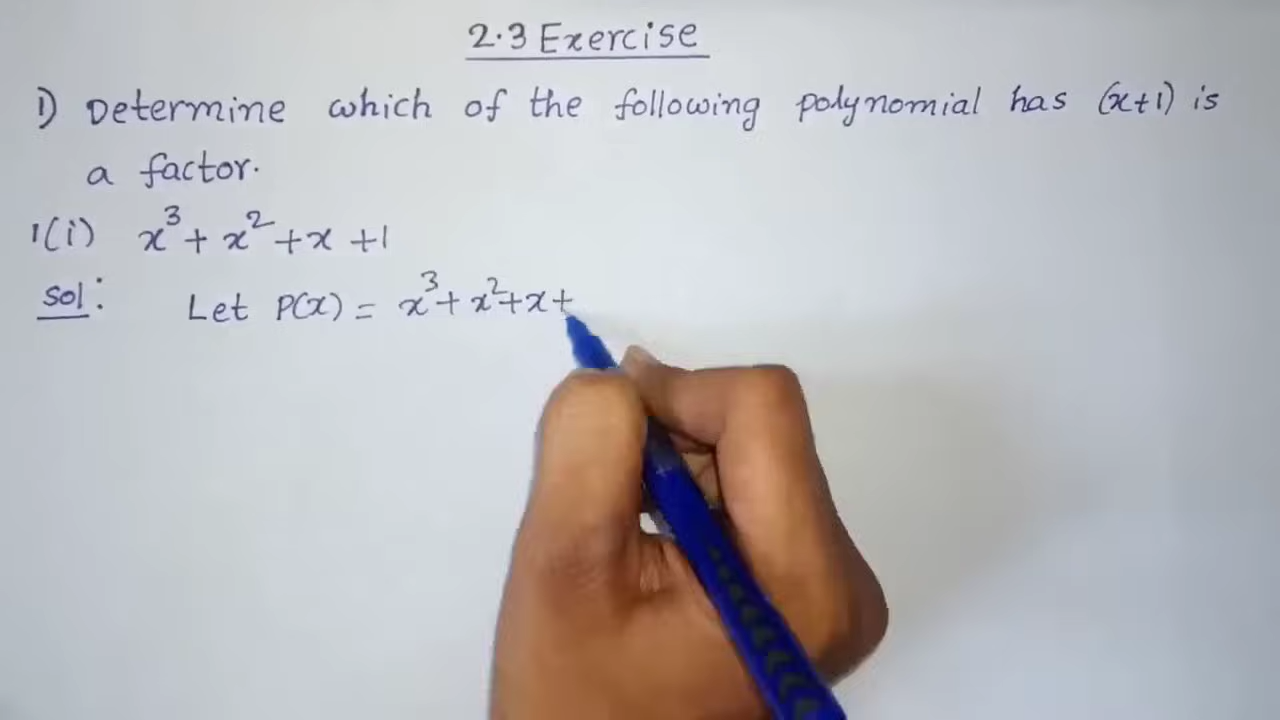 2.3 Exercise
1) Determine which of the following polynomial has (x+1) is
a factor.
1(i) x³ + x² + x + 1
Sol: Let P(x) = x³ + x² + x +